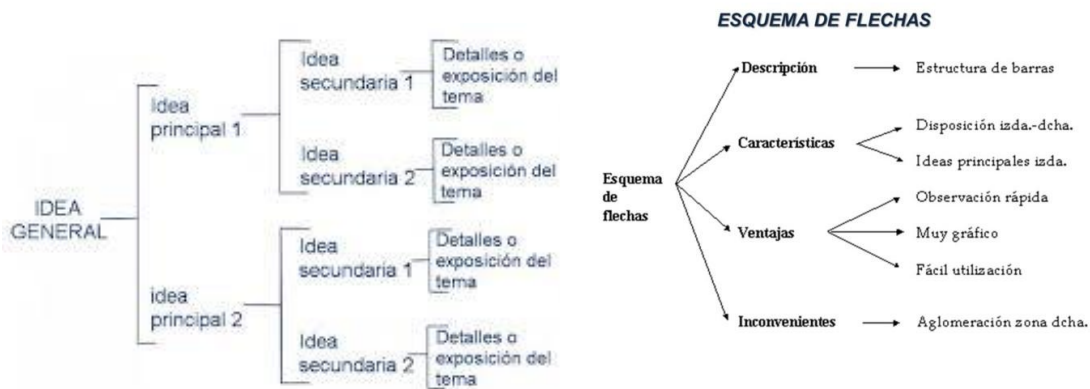 IDEA
GENERAL
Idea
principal 1
Idea
secundaria 1
Detalles o
exposición del
tema
Idea
secundaria 2
Detalles o
exposición del
tema
idea
principal 2
Idea
secundaria 1
Detalles o
exposición del
tema
Idea
secundaria 2
Detalles o
exposición del
tema
ESQUEMA DE FLECHAS
Esquema
de
flechas
Descripción
Estructura de barras
Características
Disposición izda.-dcha.
Ideas principales izda.
Ventajas
Observación rápida
Muy gráfico
Fácil utilización
Inconvenientes
Aglomeración zona dcha.